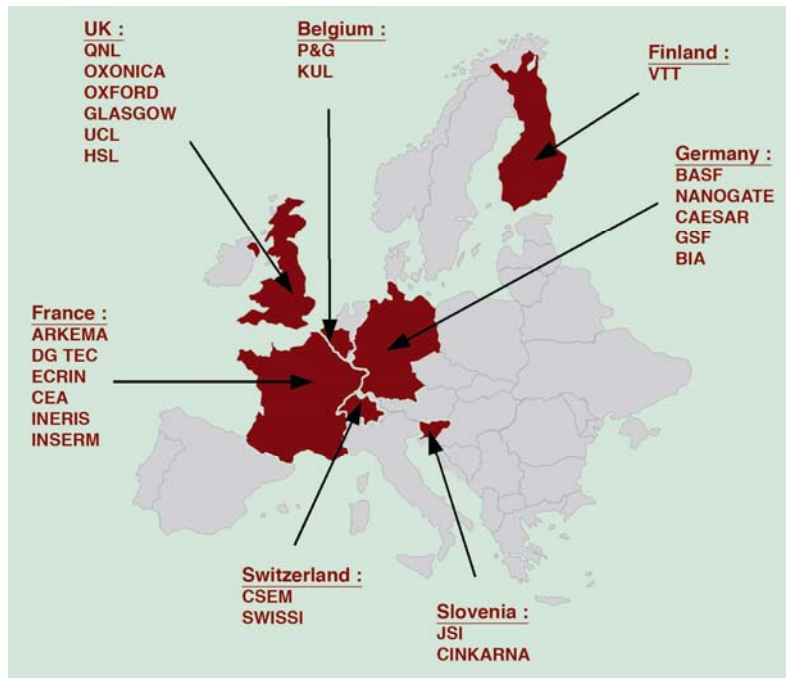 UK :
QNL
OXONICA
OXFORD
GLASGOW
UCL
HSL
Belgium :
P&G
KUL
Finland :
VTT
Germany :
BASF
NANOGATE
CAESAR
GSF
BIA
France :
ARKEMA
DG TEC
ECRIN
CEA
INERIS
INSERM
Switzerland :
CSEM
SWISSI
Slovenia :
JSI
CINKARNA